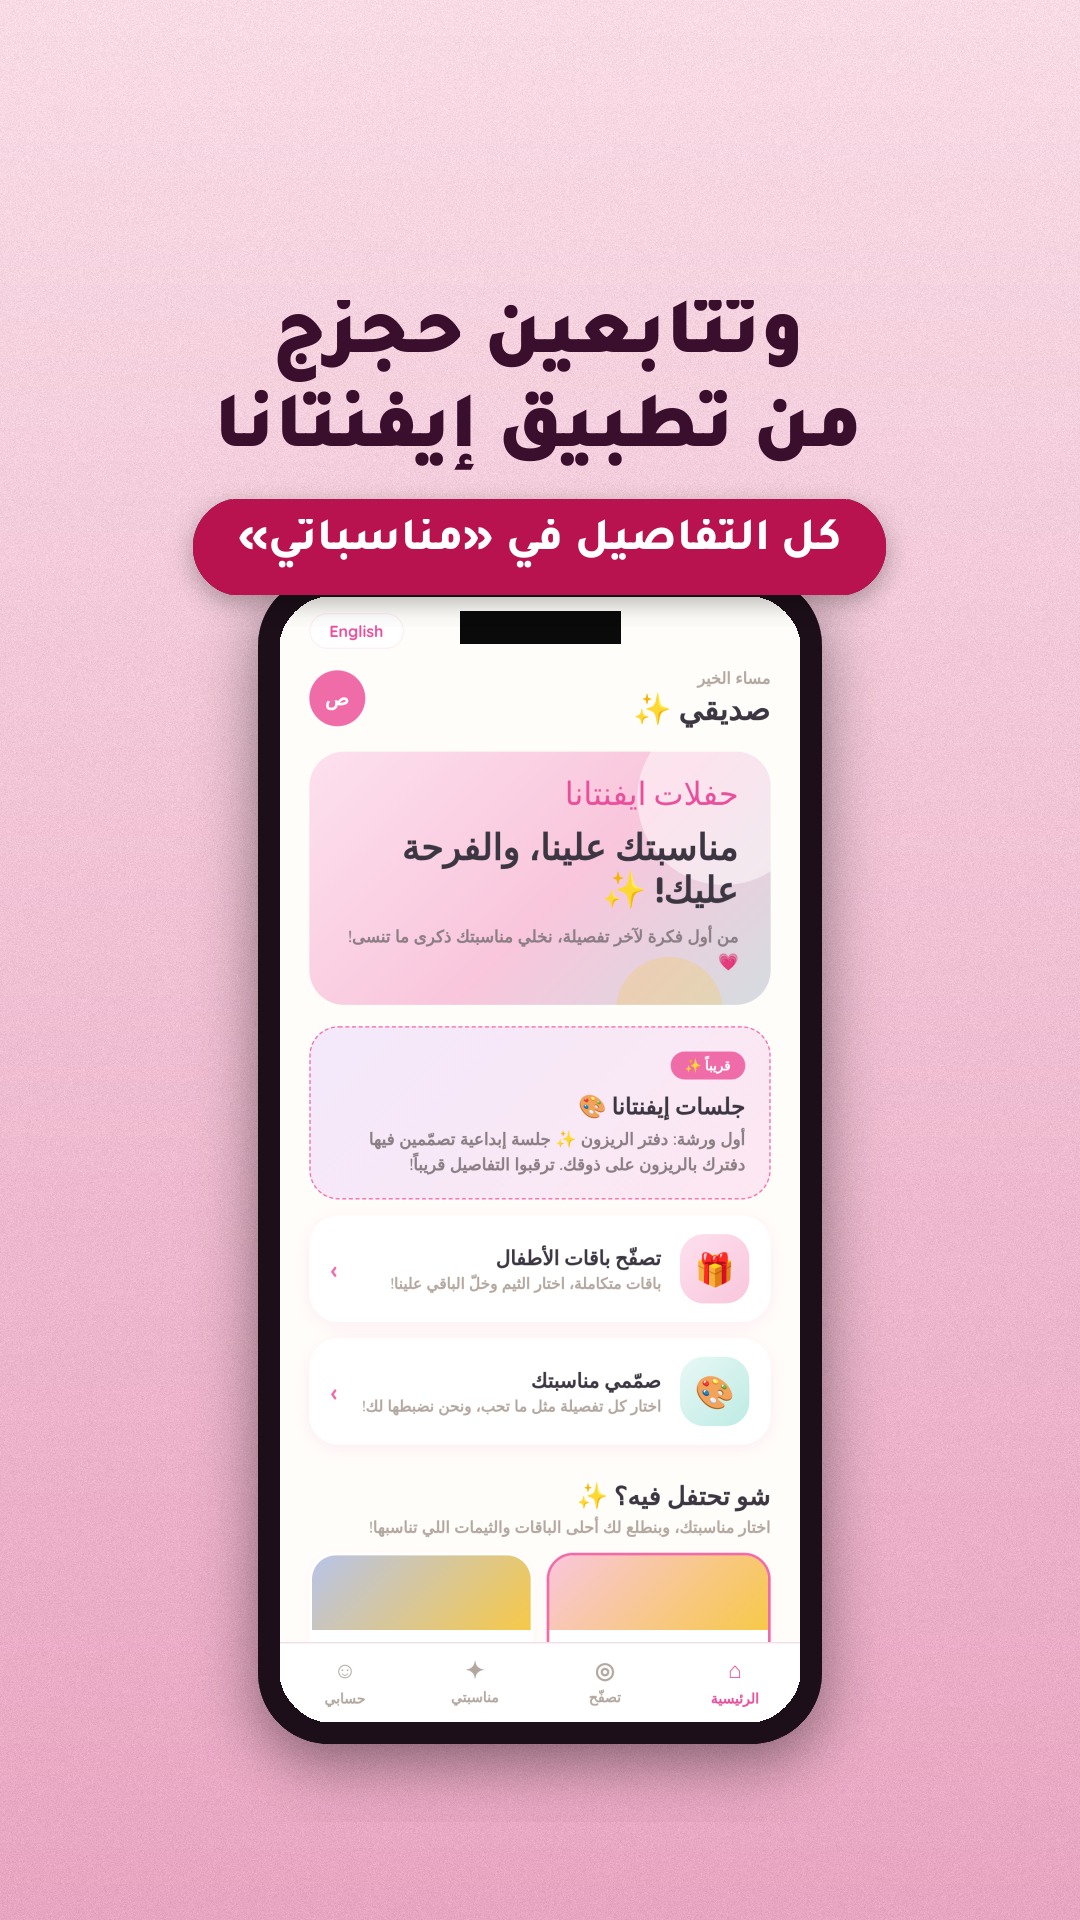 وتتابعين حجزج
من تطبيق إيفنتانا
كل التفاصيل في «مناسباتي»
English
مساء الخير
صديقي ✨
ص
حفلات ايفنتانا
مناسبتك علينا، والفرحة
عليك! ✨
من أول فكرة لآخر تفصيلة، نخلي مناسبتك ذكرى ما تنسى!
💗
قريباً ✨
جلسات إيفنتانا 🎨
أول ورشة: دفتر الريزون ✨ جلسة إبداعية تصمّمين فيها
دفترك بالريزون على ذوقك. ترقبوا التفاصيل قريباً!
تصفّح باقات الأطفال
باقات متكاملة، اختار الثيم وخلّ الباقي علينا!
صمّمي مناسبتك
اختار كل تفصيلة مثل ما تحب، ونحن نضبطها لك!
شو تحتفل فيه؟ ✨
اختار مناسبتك، وبنطلع لك أحلى الباقات والثيمات اللي تناسبها!
الرئيسية
تصفّح
مناسبتي
حسابي